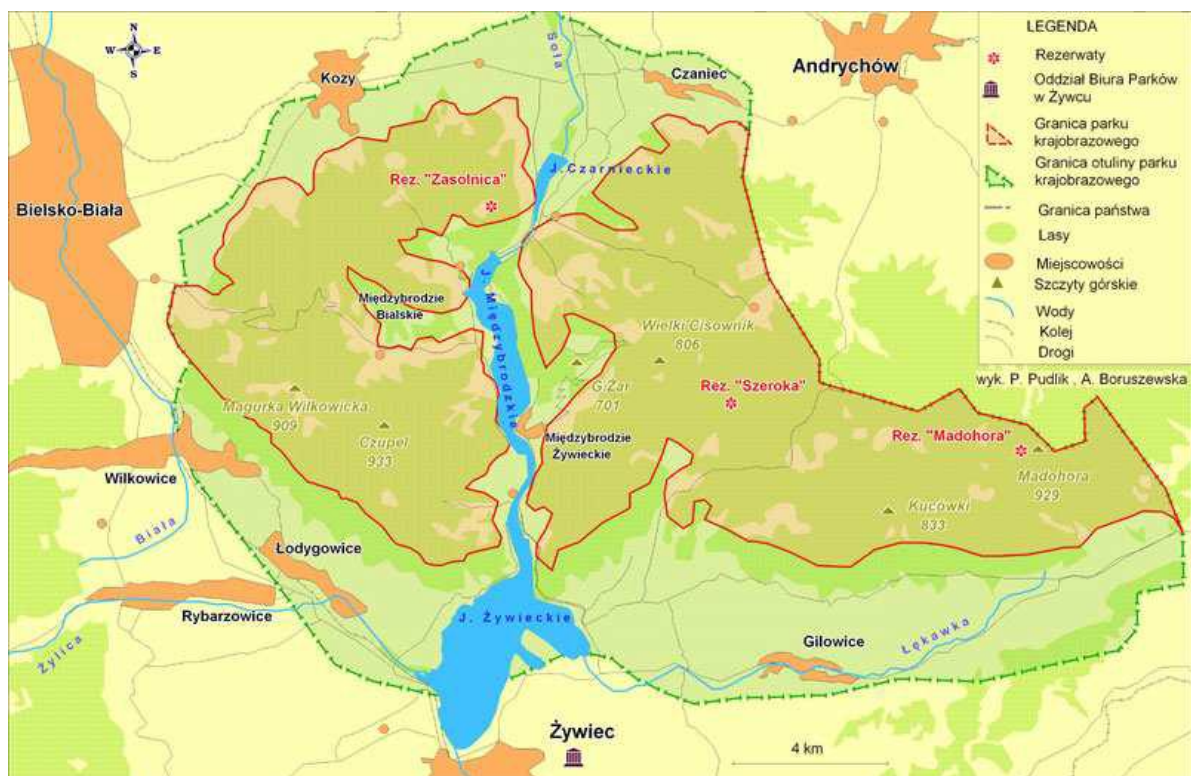 N
W
E
S
Soła
Kozy
Czaniec
Andrychów
LEGENDA
Rezerwaty
Oddział Biura Parków
w Żywcu
Granica parku
krajobrazowego
Granica otuliny parku
krajobrazowego
Granica państwa
Lasy
Miejscowości
Szczyty górskie
Wody
Kolej
Drogi
wyk. P. Pudlik , A. Boruszewska
J.Czarnieckie
Rez. "Zasolnica"
Bielsko-Biała
Międzybrodzie
Bialskie
J. Międzybrodzkie
Wielki Cisownik
806
G.Żar
701
Rez. "Szeroka"
Magurka Wilkowicka
909
Czupel
933
Międzybrodzie
Żywieckie
Rez. "Madohora"
Madohora
929
Kucówki
833
Wilkowice
Biała
Łodygowice
Rybarzowice
Żylica
J. Żywieckie
Gilowice
Łękawka
Żywiec
4 km